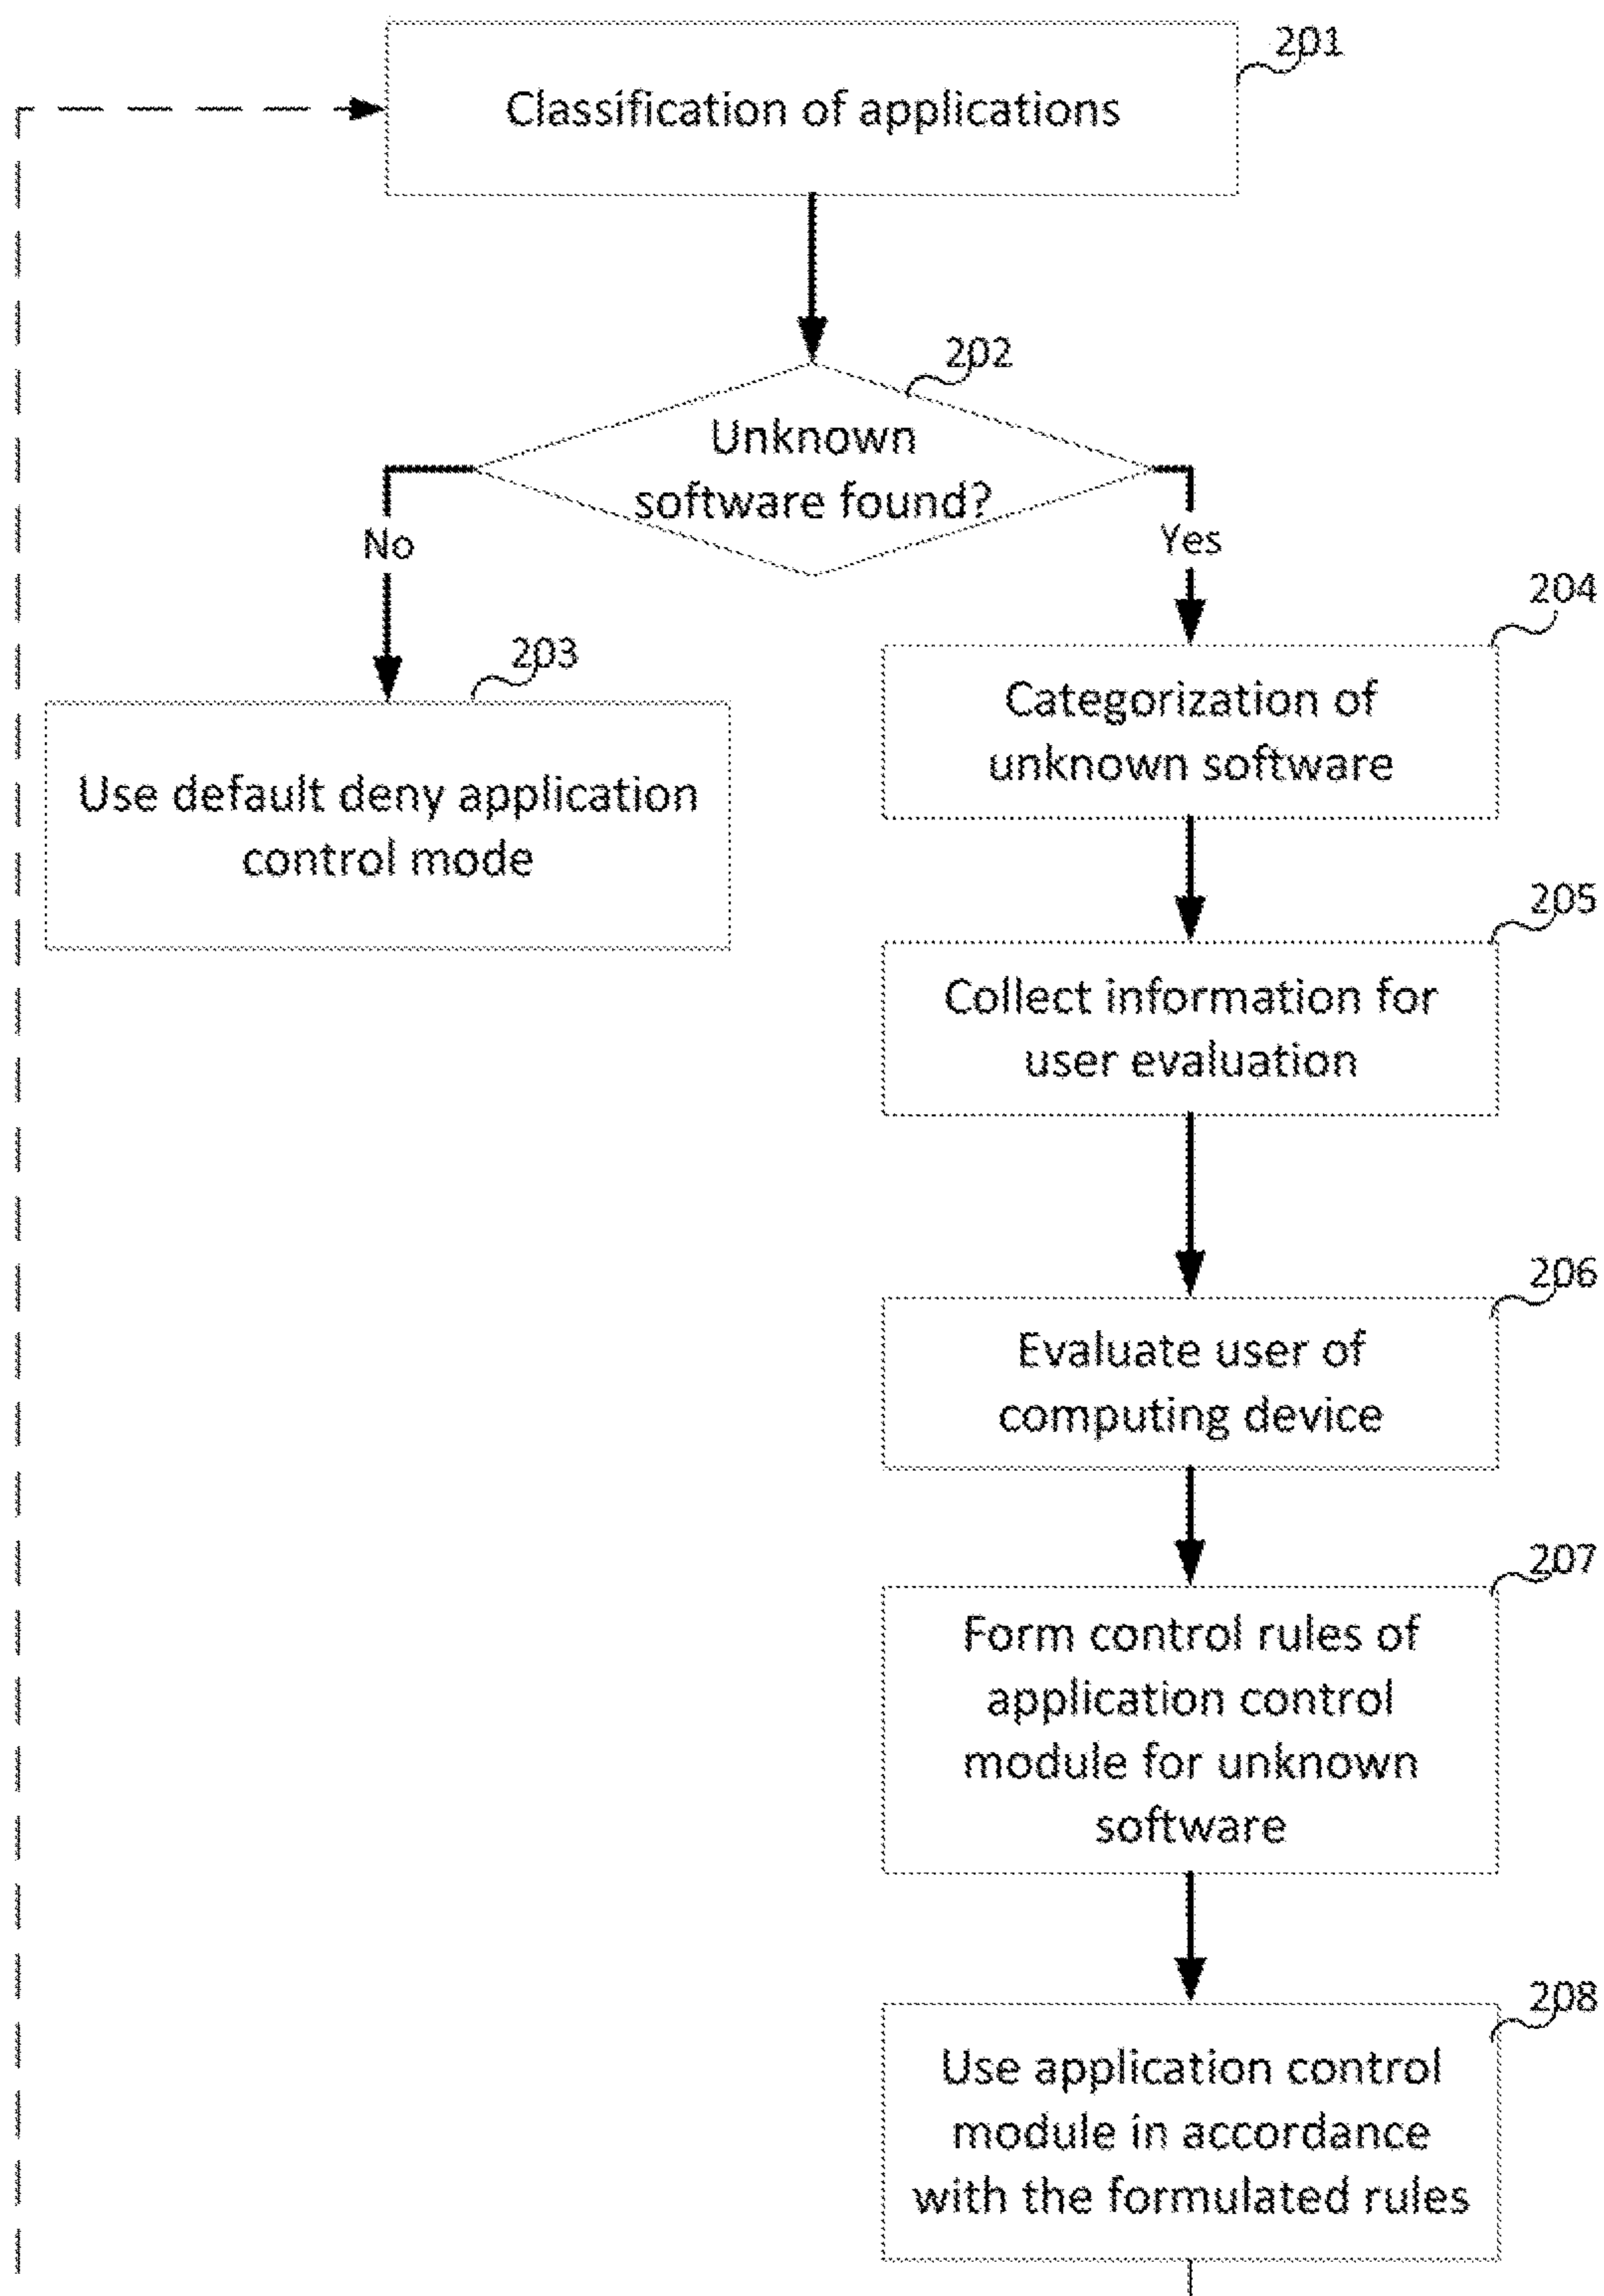 201
Classification of applications
202
Unknown
software found?
No
Yes
203
Use default deny application
control mode
204
Categorization of
unknown software
205
Collect information for
user evaluation
206
Evaluate user of
computing device
207
Form control rules of
application control
module for unknown
software
208
Use application control
module in accordance
with the formulated rules